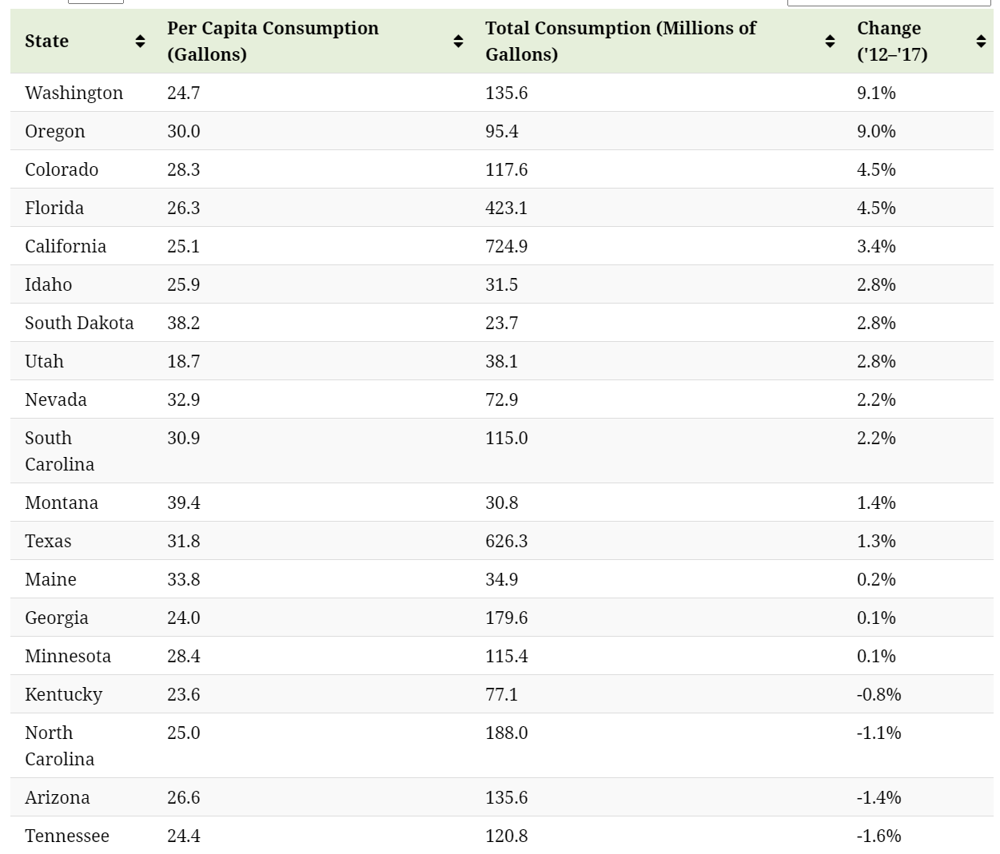 State Per Capita Consumption (Gallons) Total Consumption (Millions of Gallons) Change ('12–'17)
Washington 24.7 135.6 9.1%
Oregon 30.0 95.4 9.0%
Colorado 28.3 117.6 4.5%
Florida 26.3 423.1 4.5%
California 25.1 724.9 3.4%
Idaho 25.9 31.5 2.8%
South Dakota 38.2 23.7 2.8%
Utah 18.7 38.1 2.8%
Nevada 32.9 72.9 2.2%
South Carolina 30.9 115.0 2.2%
Montana 39.4 30.8 1.4%
Texas 31.8 626.3 1.3%
Maine 33.8 34.9 0.2%
Georgia 24.0 179.6 0.1%
Minnesota 28.4 115.4 0.1%
Kentucky 23.6 77.1 -0.8%
North Carolina 25.0 188.0 -1.1%
Arizona 26.6 135.6 -1.4%
Tennessee 24.4 120.8 -1.6%